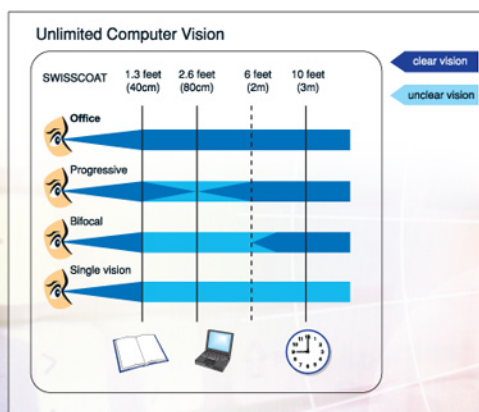 Unlimited Computer Vision
clear vision
unclear vision
SWISSCOAT
1.3 feet
(40cm)
2.6 feet
(80cm)
6 feet
(2m)
10 feet
(3m)
Office
Progressive
Bifocal
Single vision